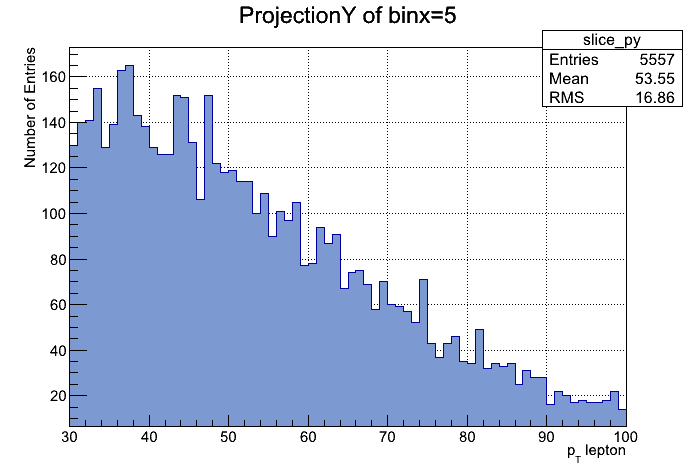 ProjectionY of binx=5
slice_py
Entries 5557
Mean 53.55
RMS 16.86
Number of Entries
160
140
120
100
80
60
40
20
30 40 50 60 70 80 90 100
p_T lepton